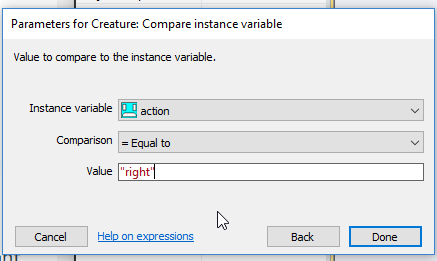 Parameters for Creature: Compare instance variable
Value to compare to the instance variable.
Instance variable action
Comparison = Equal to
Value "right"
Cancel Help on expressions Back Done